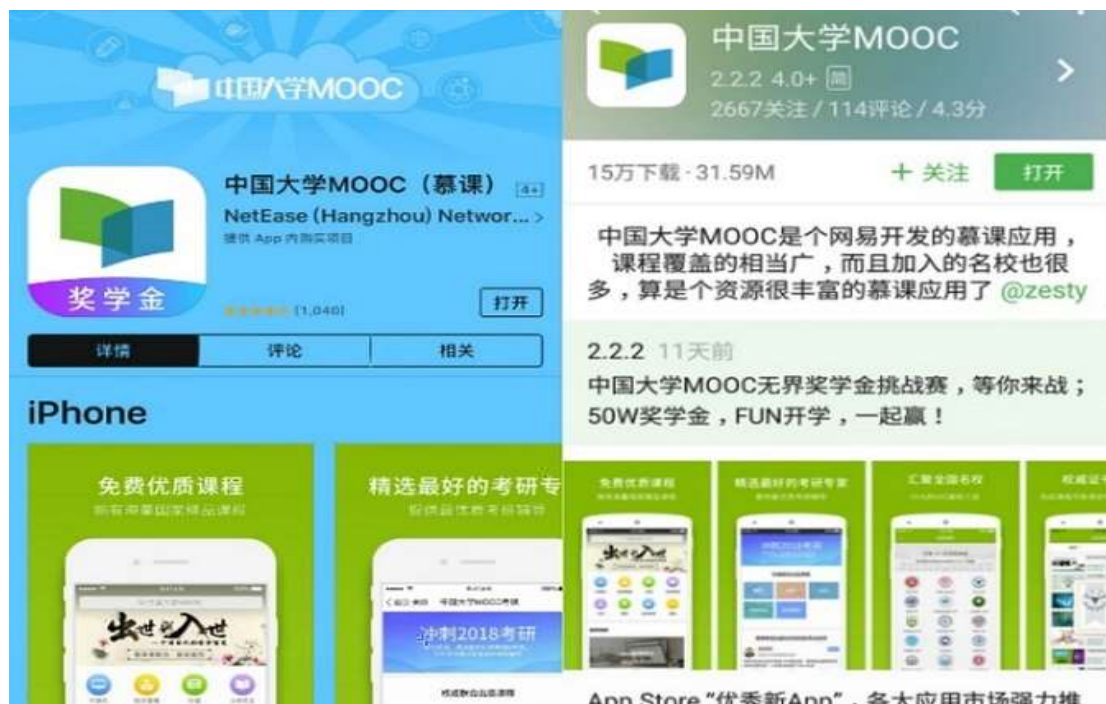 中国大学MOOC
中国大学MOOC(慕课) 4+
NetEase (Hangzhou) Networ... >
提供 App 内购买项目
奖学金
(1,040)
打开
详情
评论
相关
iPhone
免费优质课程
精选最好的考研专
提供最优质考研辅导
出世到入世
冲刺2018考研
中国大学MOOC
2.2.2 4.0+ 简
2667关注 / 114评论 / 4.3分
15万下载 · 31.59M
+ 关注
打开
中国大学MOOC是个网易开发的慕课应用,
课程覆盖的相当广,而且加入的名校也很
多,算是个资源很丰富的慕课应用了 @zesty
2.2.2 11天前
中国大学MOOC无界奖学金挑战赛,等你来战;
50W奖学金,FUN开学,一起赢!
免费优质课程
精选最好的考研专家
汇聚全国名校
权威证
App Store “优秀新App”,各大应用市场强力推